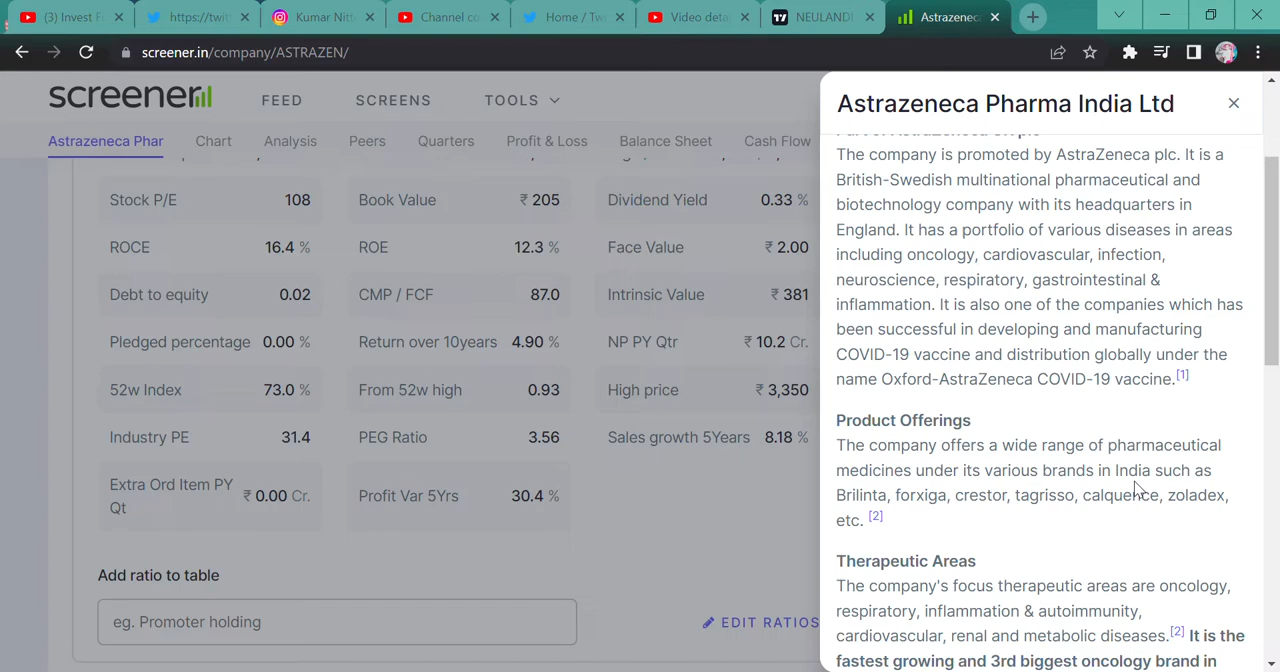 (3) Invest F
https://twit
Kumar Nitt
Channel co
Home / Tw
Video detai
NEULAND
Astrazenec
screener.in/company/ASTRAZEN/
screener
FEED
SCREENS
TOOLS
Astrazeneca Phar
Chart
Analysis
Peers
Quarters
Profit & Loss
Balance Sheet
Cash Flow
Stock P/E 108
Book Value ₹ 205
Dividend Yield 0.33 %
ROCE 16.4 %
ROE 12.3 %
Face Value ₹ 2.00
Debt to equity 0.02
CMP / FCF 87.0
Intrinsic Value ₹ 381
Pledged percentage 0.00 %
Return over 10years 4.90 %
NP PY Qtr ₹ 10.2 Cr.
52w Index 73.0 %
From 52w high 0.93
High price ₹ 3,350
Industry PE 31.4
PEG Ratio 3.56
Sales growth 5Years 8.18 %
Extra Ord Item PY
Qt
₹ 0.00 Cr.
Profit Var 5Yrs 30.4 %
Add ratio to table
eg. Promoter holding
EDIT RATIOS
Astrazeneca Pharma India Ltd
The company is promoted by AstraZeneca plc. It is a
British-Swedish multinational pharmaceutical and
biotechnology company with its headquarters in
England. It has a portfolio of various diseases in areas
including oncology, cardiovascular, infection,
neuroscience, respiratory, gastrointestinal &
inflammation. It is also one of the companies which has
been successful in developing and manufacturing
COVID-19 vaccine and distribution globally under the
name Oxford-AstraZeneca COVID-19 vaccine.[1]
Product Offerings
The company offers a wide range of pharmaceutical
medicines under its various brands in India such as
Brilinta, forxiga, crestor, tagrisso, calquence, zoladex,
etc. [2]
Therapeutic Areas
The company's focus therapeutic areas are oncology,
respiratory, inflammation & autoimmunity,
cardiovascular, renal and metabolic diseases.[2] It is the
fastest growing and 3rd biggest oncology brand in